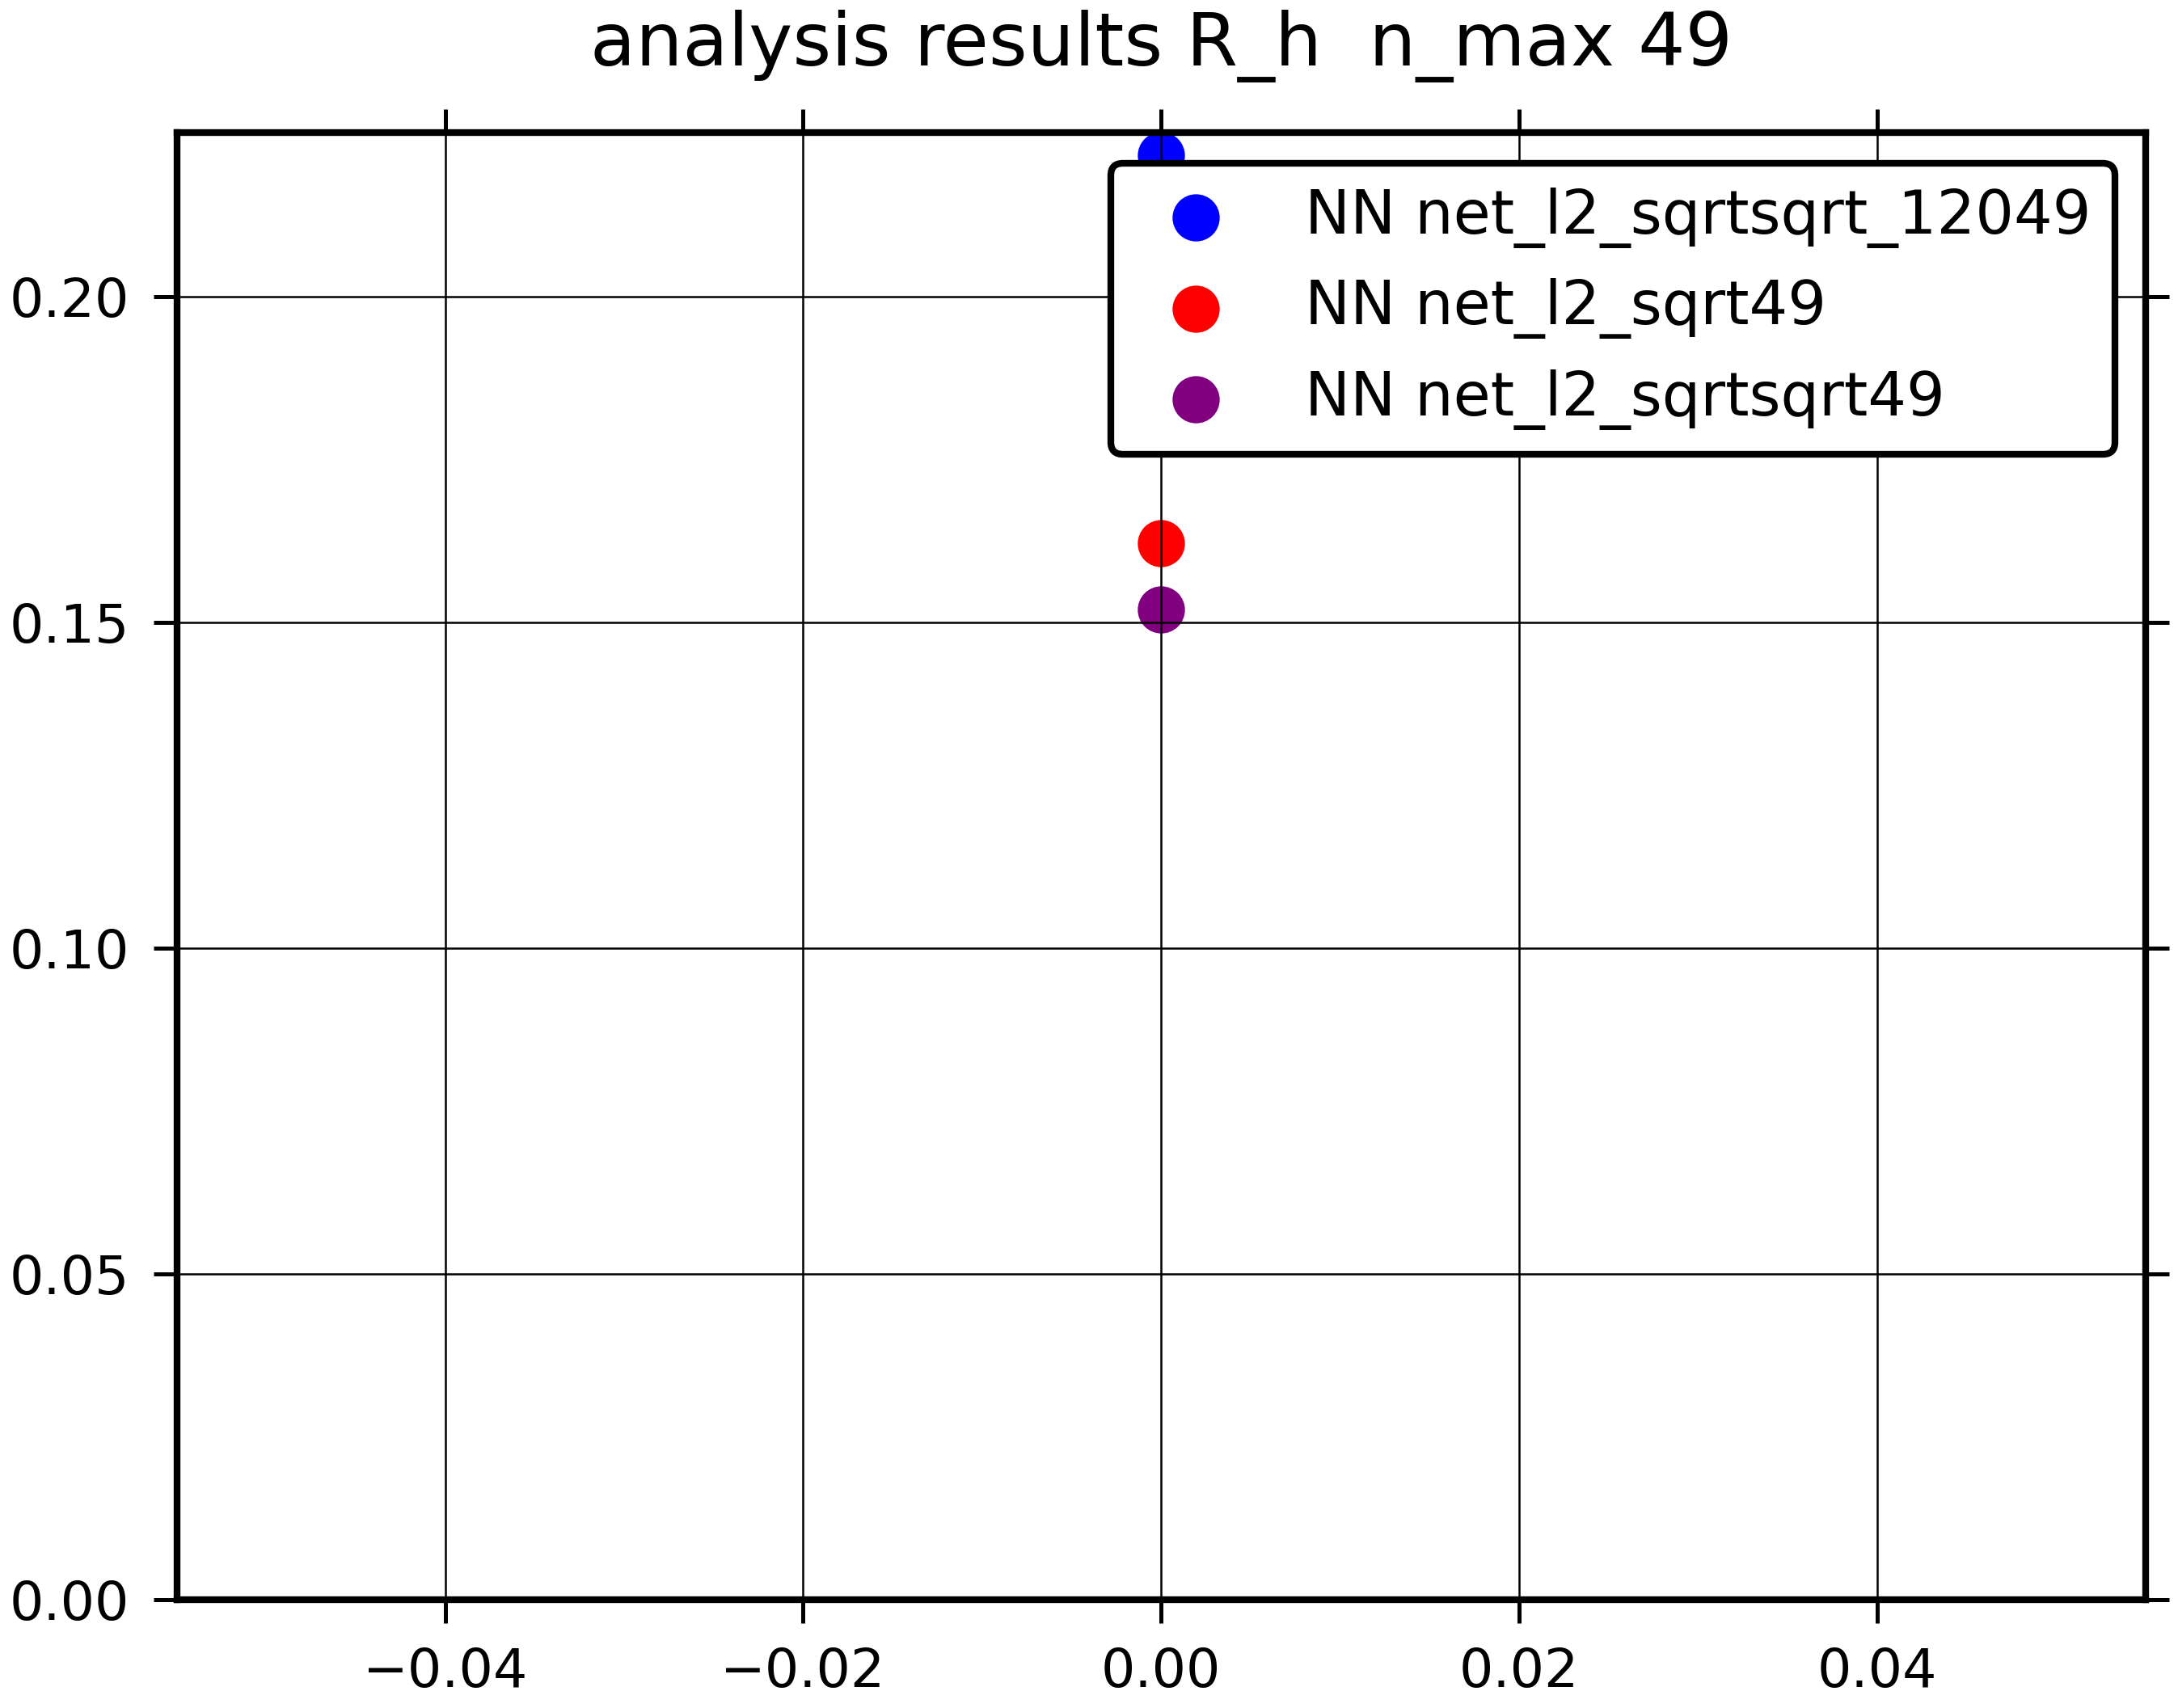 analysis results R_h  n_max 49
NN net_l2_sqrtsqrt_12049
NN net_l2_sqrt49
NN net_l2_sqrtsqrt49
0.20
0.15
0.10
0.05
0.00
−0.04 −0.02 0.00 0.02 0.04